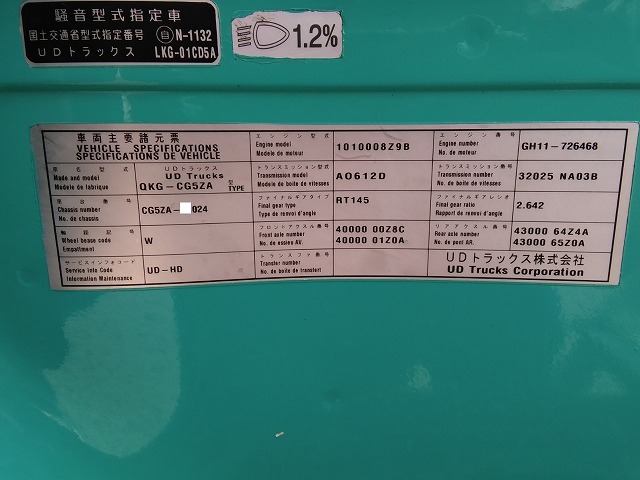 騒音型式指定車
国土交通省型式指定番号 自 N-1132
UDトラックス LKG-01CD5A
1.2%
車両主要諸元票
VEHICLE SPECIFICATIONS
SPECIFICATIONS DE VEHICLE
車名型式
Make and model
Modèle de fabrique
UDトラックス
UD Trucks
QKG-CG5ZA 型式 TYPE
車台番号
Chassis number
No. de chassis
CG5ZA- 024
軸距記号
Wheel base code
Empattement
W
サービスインフォコード
Service info Code
Information Maintenance
UD-HD
エンジン型式
Engine model
Modèle de moteur
1010008Z9B
トランスミッション型式
Transmission model
Modèle de boite de vitesses
AO612D
ファイナルギアタイプ
Final gear type
Type de renvoi d'angle
RT145
フロントアクスル番号
Front axle number
No. de essieu AV.
40000 00Z8C
40000 01Z0A
トランスファ番号
Transfer number
No. de boite de transfert
エンジン番号
Engine number
No. de moteur
GH11-726468
トランスミッション番号
Transmission number
No. de boite de vitesses
32025 NA03B
ファイナルギアレシオ
Final gear ratio
Rapport de renvoi d'angle
2.642
リアアクスル番号
Rear axle number
No. de pont AR.
43000 64Z4A
43000 65Z0A
UDトラックス株式会社
UD Trucks Corporation